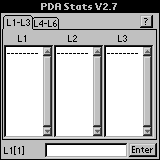 PDA Stats V2.7
L1-L3 L4-L6 ?
L1 L2 L3
------ ------ ------
L1[1] Enter